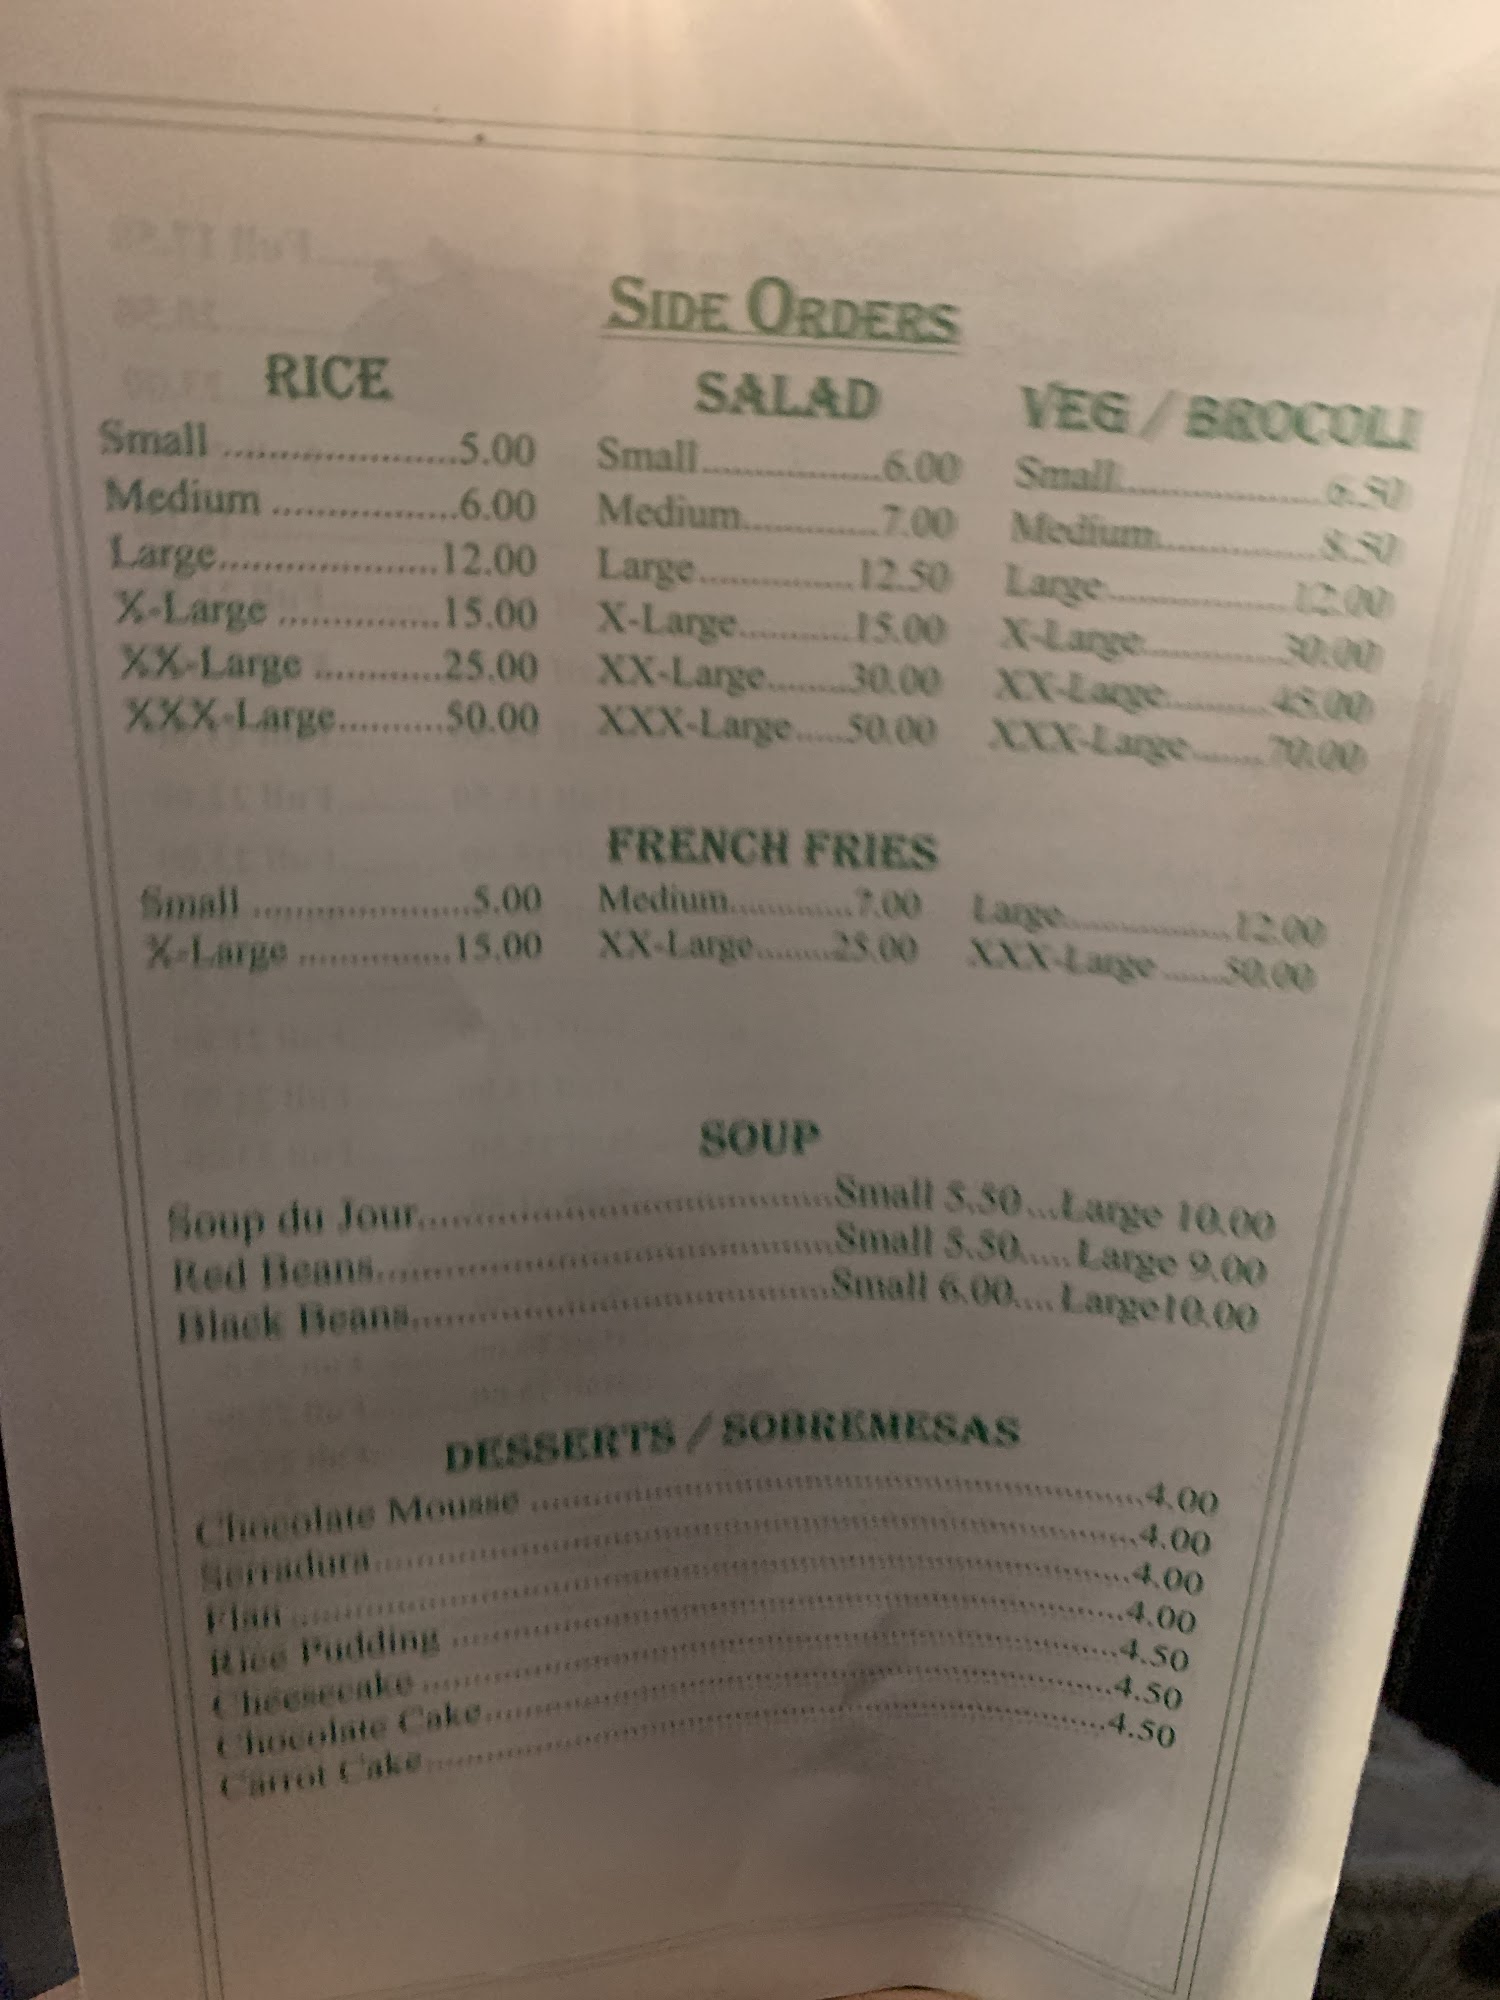 SIDE ORDERS
RICE
Small ......................5.00
Medium ..................6.00
Large.....................12.00
X-Large ...............15.00
XX-Large ............25.00
XXX-Large..........50.00
SALAD
Small.................6.00
Medium.............7.00
Large...............12.50
X-Large...........15.00
XX-Large........30.00
XXX-Large.....50.00
VEG / BROCOLI
Small....................6.50
Medium...............8.50
Large.................12.00
X-Large.............30.00
XX-Large..........45.00
XXX-Large.......70.00
FRENCH FRIES
Small .....................5.00 Medium.............7.00 Large.................12.00
X-Large ...............15.00 XX-Large........25.00 XXX-Large ......50.00
SOUP
Soup du Jour........................................Small 5.50...Large 10.00
Red Beans............................................Small 5.50..... Large 9.00
Black Beans.........................................Small 6.00.... Large10.00
DESSERTS / SOBREMESAS
Chocolate Mousse ............................................................4.00
Serradura...........................................................................4.00
Flan ..................................................................................4.00
Rice Pudding ....................................................................4.00
Cheesecake .......................................................................4.50
Chocolate Cake.................................................................4.50
Carrot Cake......................................................................4.50